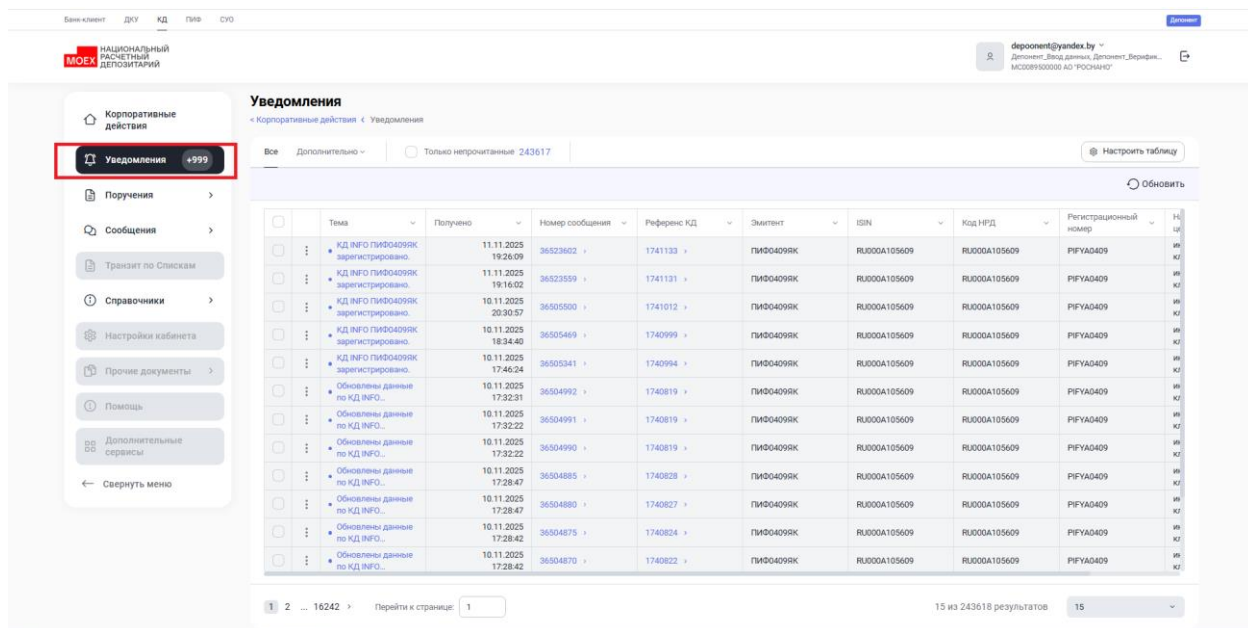 Банк-клиент ДКУ КД ПИФ СУО Депонент
MOEX НАЦИОНАЛЬНЫЙ
РАСЧЕТНЫЙ
ДЕПОЗИТАРИЙ
depoonent@yandex.by
Депонент_Ввод данных, Депонент_Верифик...
MC0089500000 АО "РОСНАНО"
Корпоративные
действия
Уведомления +999
Поручения
Сообщения
Транзит по Спискам
Справочники
Настройки кабинета
Прочие документы
Помощь
Дополнительные
сервисы
Свернуть меню
Уведомления
< Корпоративные действия < Уведомления
Все Дополнительно Только непрочитанные 243617 Настроить таблицу
Обновить
Тема Получено Номер сообщения Референс КД Эмитент ISIN Код НРД Регистрационный
номер
КД INFO ПИФ0409ЯК 11.11.2025
зарегистрировано. 19:26:09 36523602 1741133 ПИФ0409ЯК RU000A105609 RU000A105609 PIFYA0409
КД INFO ПИФ0409ЯК 11.11.2025
зарегистрировано. 19:16:02 36523559 1741131 ПИФ0409ЯК RU000A105609 RU000A105609 PIFYA0409
КД INFO ПИФ0409ЯК 10.11.2025
зарегистрировано. 20:30:57 36505500 1741012 ПИФ0409ЯК RU000A105609 RU000A105609 PIFYA0409
КД INFO ПИФ0409ЯК 10.11.2025
зарегистрировано. 18:34:40 36505469 1740999 ПИФ0409ЯК RU000A105609 RU000A105609 PIFYA0409
КД INFO ПИФ0409ЯК 10.11.2025
зарегистрировано. 17:46:24 36505341 1740994 ПИФ0409ЯК RU000A105609 RU000A105609 PIFYA0409
Обновлены данные 10.11.2025
по КД INFO... 17:32:31 36504992 1740819 ПИФ0409ЯК RU000A105609 RU000A105609 PIFYA0409
Обновлены данные 10.11.2025
по КД INFO... 17:32:22 36504991 1740819 ПИФ0409ЯК RU000A105609 RU000A105609 PIFYA0409
Обновлены данные 10.11.2025
по КД INFO... 17:32:22 36504990 1740819 ПИФ0409ЯК RU000A105609 RU000A105609 PIFYA0409
Обновлены данные 10.11.2025
по КД INFO... 17:28:47 36504885 1740828 ПИФ0409ЯК RU000A105609 RU000A105609 PIFYA0409
Обновлены данные 10.11.2025
по КД INFO... 17:28:47 36504880 1740827 ПИФ0409ЯК RU000A105609 RU000A105609 PIFYA0409
Обновлены данные 10.11.2025
по КД INFO... 17:28:42 36504875 1740824 ПИФ0409ЯК RU000A105609 RU000A105609 PIFYA0409
Обновлены данные 10.11.2025
по КД INFO... 17:28:42 36504870 1740822 ПИФ0409ЯК RU000A105609 RU000A105609 PIFYA0409
1 2 ... 16242 > Перейти к странице: 1 15 из 243618 результатов 15